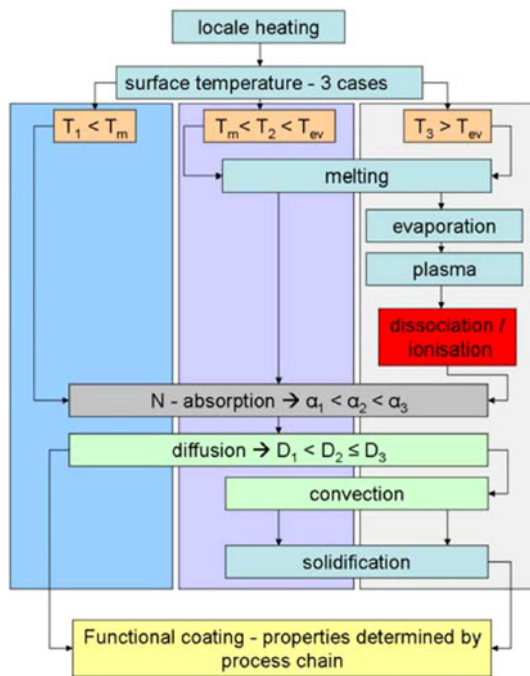 locale heating
surface temperature - 3 cases
T₁ < Tₘ
Tₘ < T₂ < Tₑᵥ
T₃ > Tₑᵥ
melting
evaporation
plasma
dissociation /
ionisation
N - absorption → α₁ < α₂ < α₃
diffusion → D₁ < D₂ ≤ D₃
convection
solidification
Functional coating - properties determined by
process chain